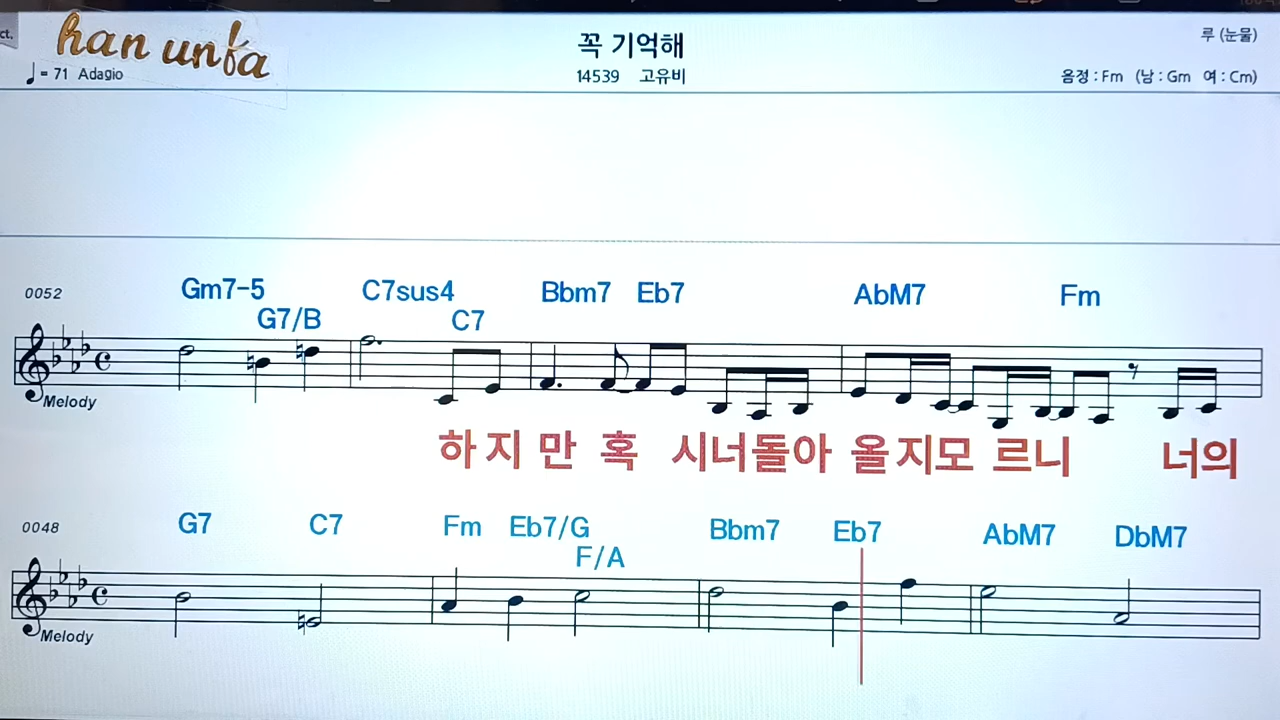 ct.
han unfa
꼭 기억해
루 (눈물)
♩ = 71 Adagio
14539 고유비
음정 : Fm (남 : Gm 여 : Cm)
0052
Gm7-5 C7sus4 Bbm7 Eb7 AbM7 Fm
G7/B C7
Melody
하지 만 혹 시너돌아 올지모 르니 너의
0048
G7 C7 Fm Eb7/G Bbm7 Eb7 AbM7 DbM7
F/A
Melody